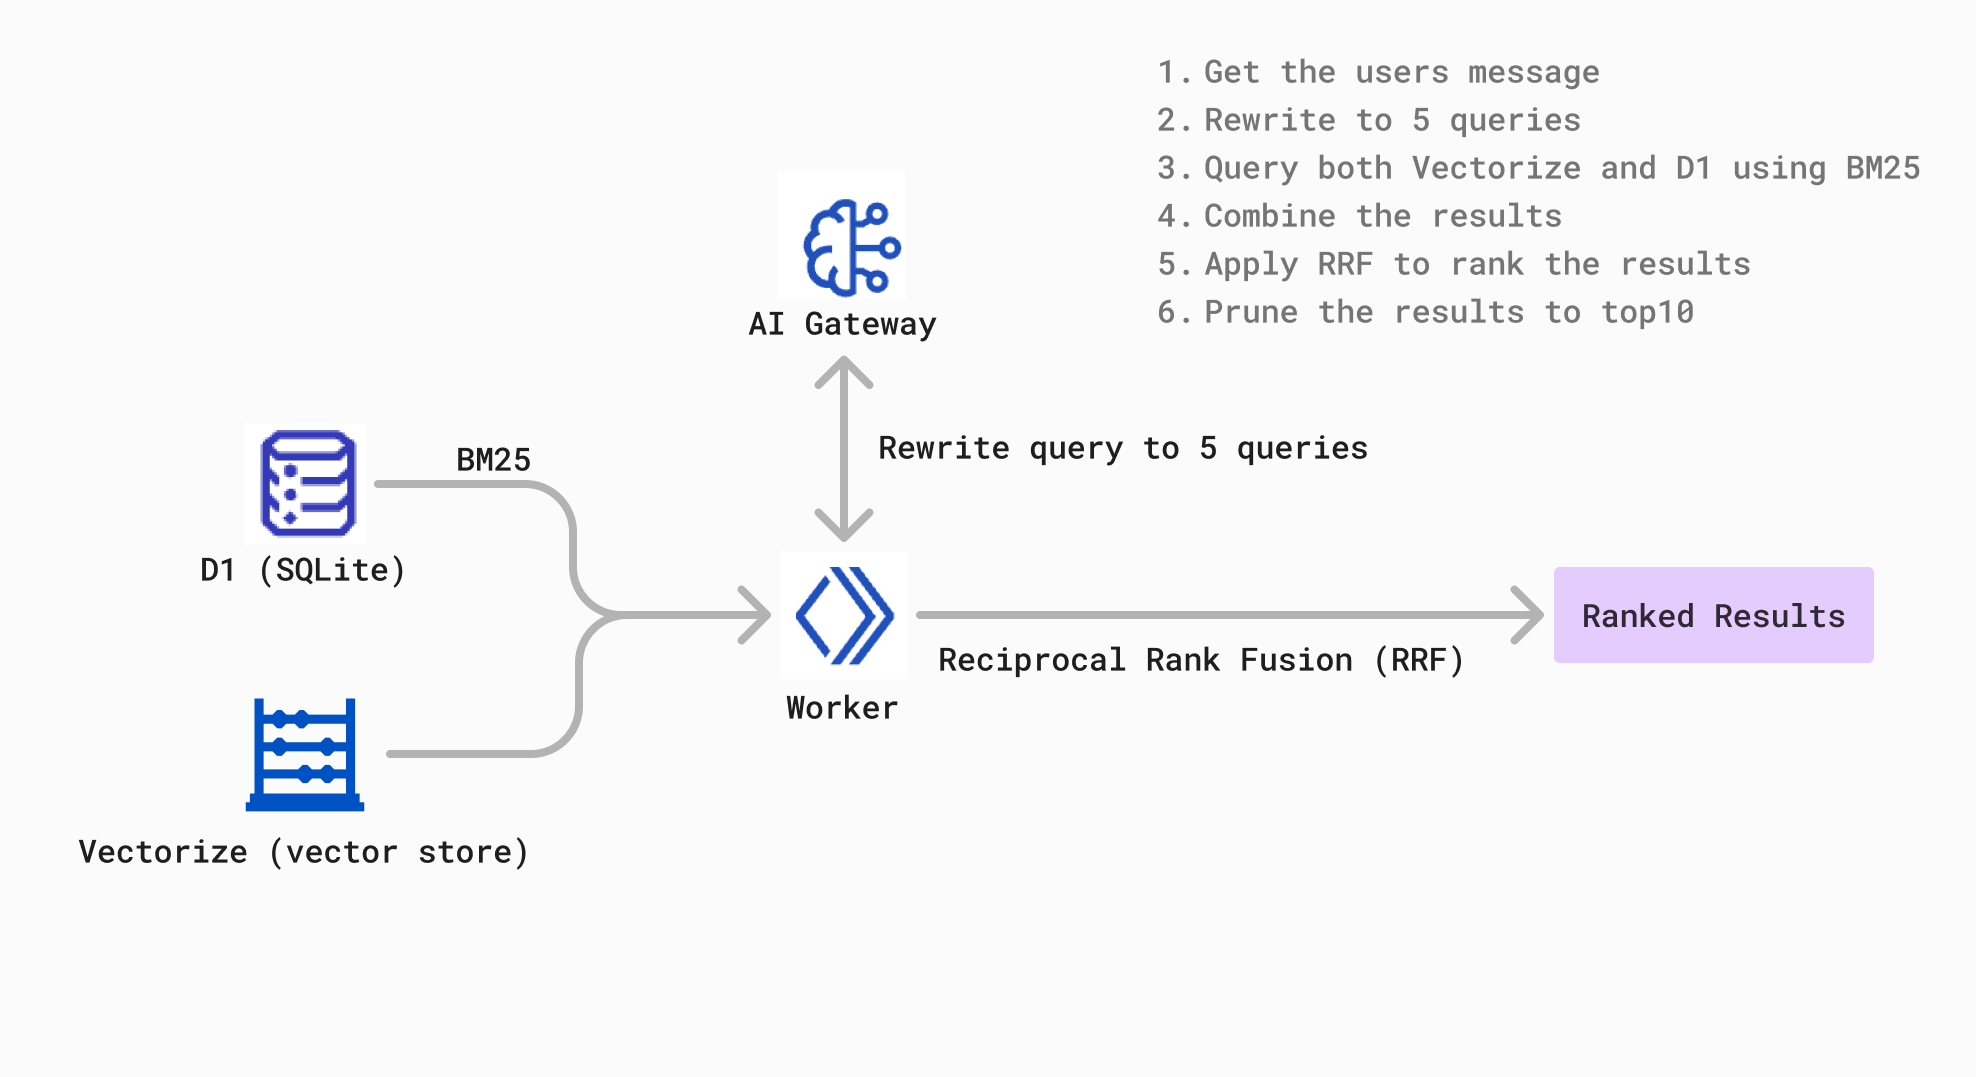 1. Get the users message
2. Rewrite to 5 queries
3. Query both Vectorize and D1 using BM25
4. Combine the results
5. Apply RRF to rank the results
6. Prune the results to top10
AI Gateway
Rewrite query to 5 queries
BM25
D1 (SQLite)
Ranked Results
Reciprocal Rank Fusion (RRF)
Worker
Vectorize (vector store)